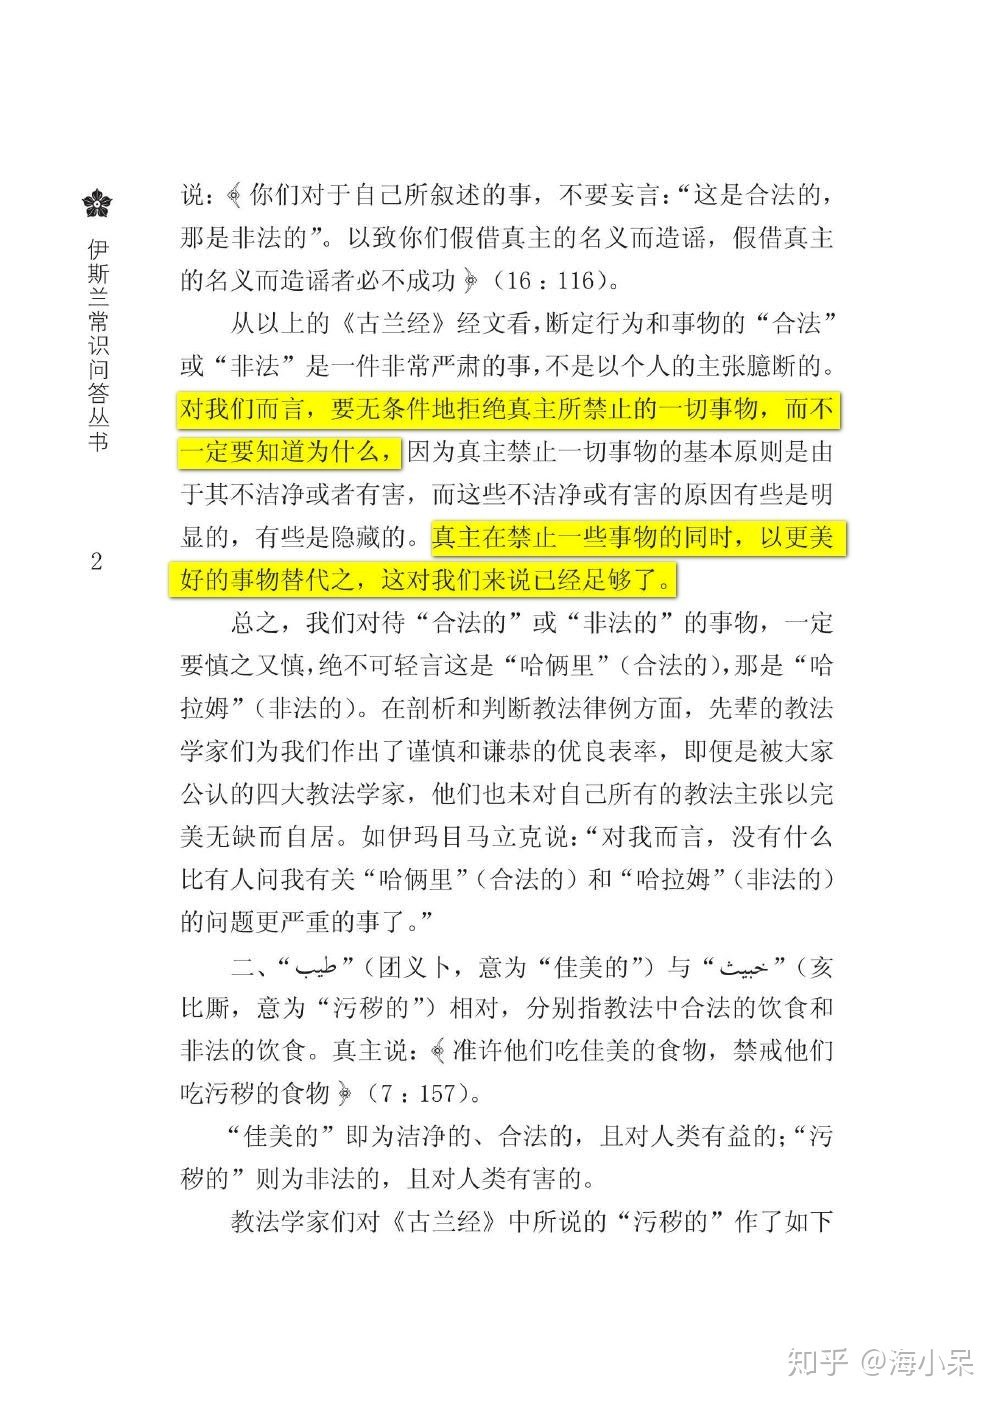 伊斯兰常识问答丛书
2
说：﴾你们对于自己所叙述的事，不要妄言：“这是合法的，
那是非法的”。以致你们假借真主的名义而造谣，假借真主
的名义而造谣者必不成功﴿（16：116）。
从以上的《古兰经》经文看，断定行为和事物的“合法”
或“非法”是一件非常严肃的事，不是以个人的主张臆断的。
对我们而言，要无条件地拒绝真主所禁止的一切事物，而不
一定要知道为什么，因为真主禁止一切事物的基本原则是由
于其不洁净或者有害，而这些不洁净或有害的原因有些是明
显的，有些是隐藏的。真主在禁止一些事物的同时，以更美
好的事物替代之，这对我们来说已经足够了。
总之，我们对待“合法的”或“非法的”的事物，一定
要慎之又慎，绝不可轻言这是“哈俩里”（合法的），那是“哈
拉姆”（非法的）。在剖析和判断教法律例方面，先辈的教法
学家们为我们作出了谨慎和谦恭的优良表率，即便是被大家
公认的四大教法学家，他们也未对自己所有的教法主张以完
美无缺而自居。如伊玛目马立克说：“对我而言，没有什么
比有人问我有关“哈俩里”（合法的）和“哈拉姆”（非法的）
的问题更严重的事了。”
二、“طيب”（团义卜，意为“佳美的”）与“خبيث”（亥
比厮，意为“污秽的”）相对，分别指教法中合法的饮食和
非法的饮食。真主说：﴾准许他们吃佳美的食物，禁戒他们
吃污秽的食物﴿（7：157）。
“佳美的”即为洁净的、合法的，且对人类有益的；“污
秽的”则为非法的，且对人类有害的。
教法学家们对《古兰经》中所说的“污秽的”作了如下
知乎 @海小呆